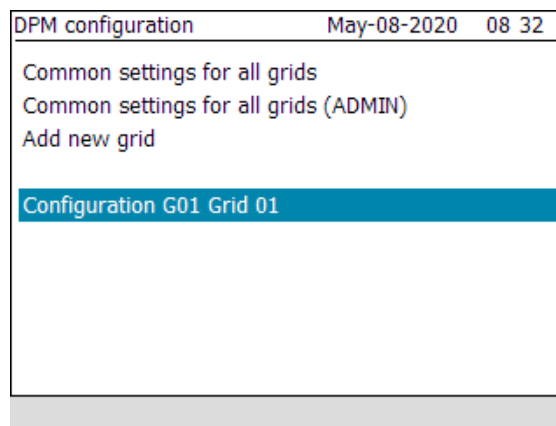 DPM configuration May-08-2020 08 32
Common settings for all grids
Common settings for all grids (ADMIN)
Add new grid
Configuration G01 Grid 01